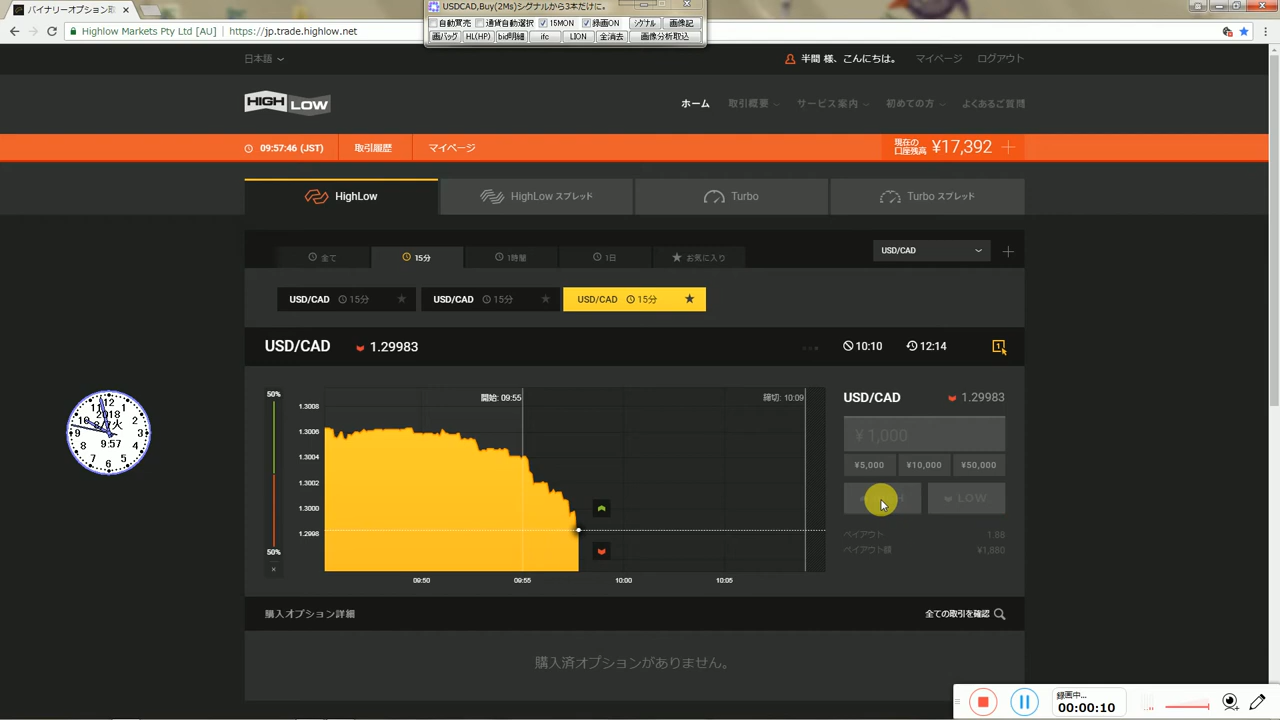 バイナリーオプション取
USDCAD,Buy(2Ms)シグナルから3本だけに。
自動売買 通貨自動選択 15MON 録画ON シグナル 画像記
画バッグ HL(HP) bid明細 ifo LION 全消去 画像分析取込
Highlow Markets Pty Ltd [AU] https://jp.trade.highlow.net
日本語
半間 様、こんにちは。 マイページ ログアウト
HIGH LOW
ホーム 取引概要 サービス案内 初めての方 よくあるご質問
09:57:46 (JST) 取引履歴 マイページ 現在の口座残高 ¥17,392
HighLow HighLow スプレッド Turbo Turbo スプレッド
全て 15分 1時間 1日 お気に入り USD/CAD
USD/CAD 15分 USD/CAD 15分 USD/CAD 15分
USD/CAD 1.29983 10:10 12:14 1
50%
1.3008
1.3006
1.3004
1.3002
1.3000
1.2998
50%
開始: 09:55
締切: 10:09
09:50 09:55 10:00 10:05
USD/CAD 1.29983
¥ 1,000
¥5,000 ¥10,000 ¥50,000
LOW
ペイアウト 1.88
ペイアウト額 ¥1,880
購入オプション詳細 全ての取引を確認
購入済オプションがありません。
9:57
録画中...
00:00:10